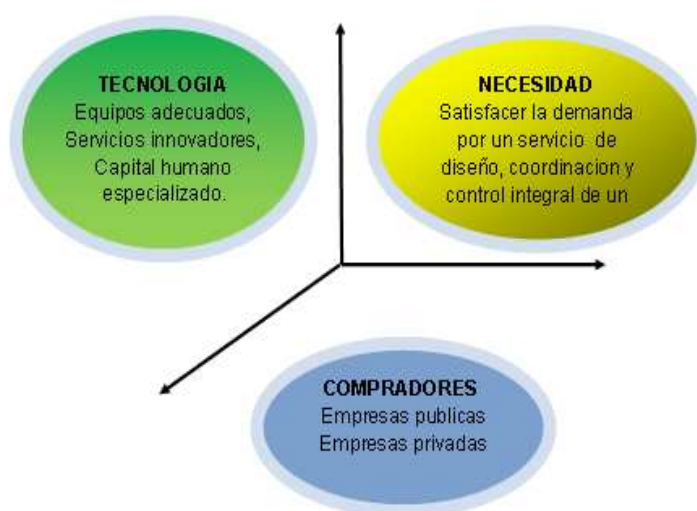 TECNOLOGIA
Equipos adecuados,
Servicios innovadores,
Capital humano
especializado.
NECESIDAD
Satisfacer la demanda
por un servicio de
diseño, coordinacion y
control integral de un
COMPRADORES
Empresas publicas
Empresas privadas